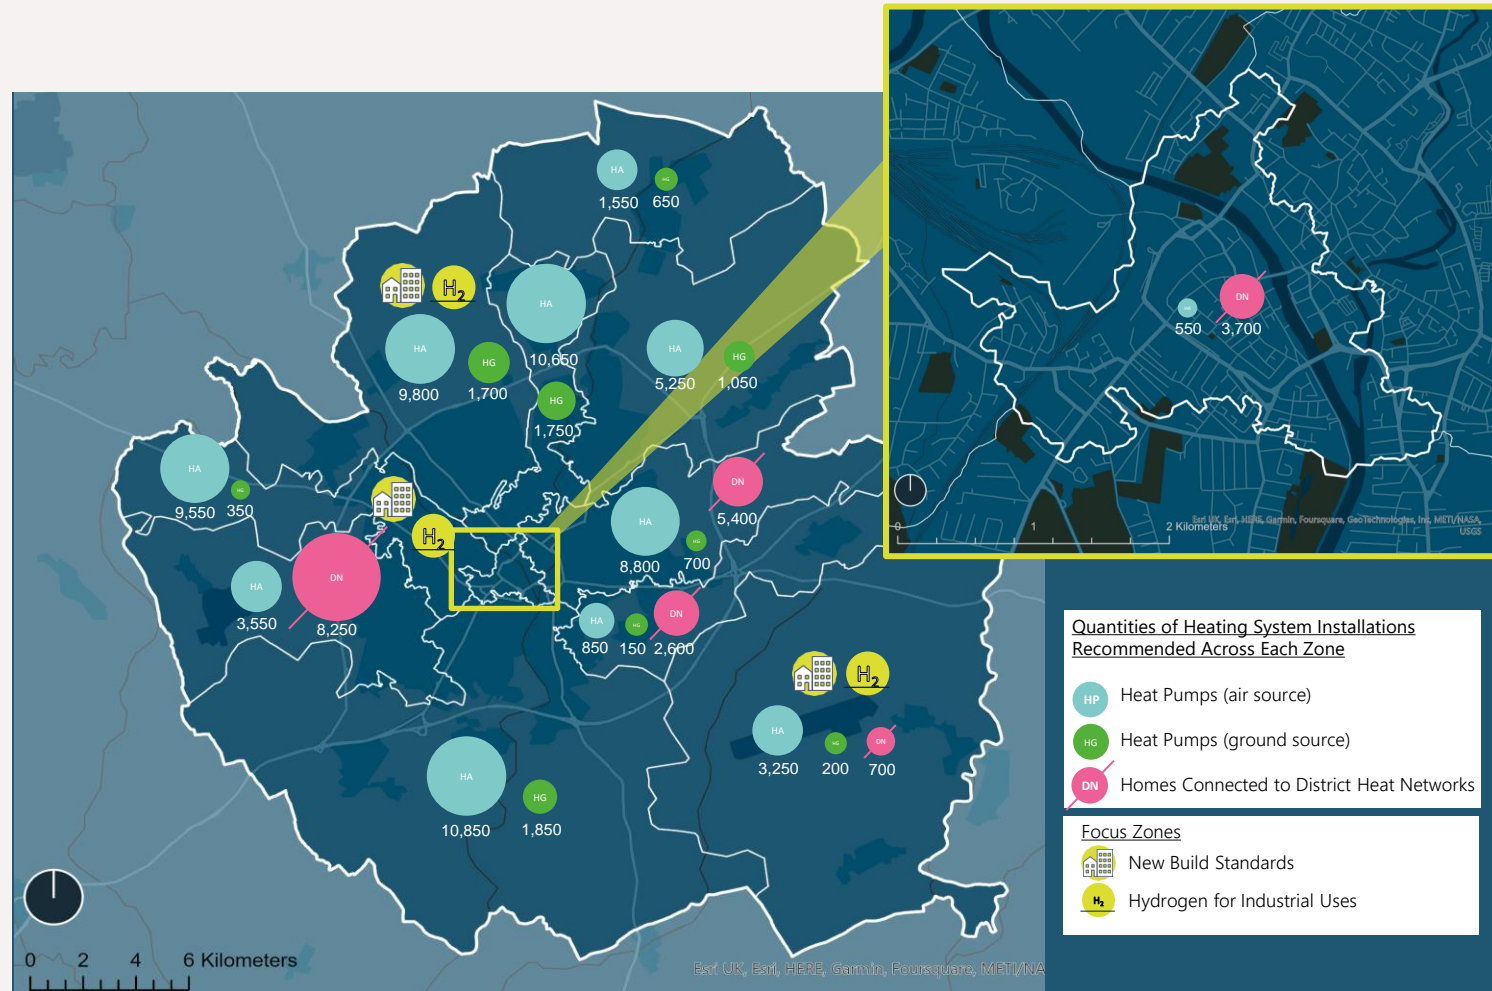 HA
HG
1,550
650
H₂
HA
HA
HG
9,800
1,700
10,650
HG
1,750
HA
HG
5,250
1,050
HA
HG
9,550
350
H₂
HA
DN
3,550
8,250
HA
HG
DN
8,800
700
5,400
HA
HG
DN
850
150
2,600
H₂
HA
HG
DN
3,250
200
700
HA
HG
10,850
1,850
0 2 4 6 Kilometers
Esri UK, Esri, HERE, Garmin, Foursquare, METI/NA
DN
550
3,700
Esri UK, Esri, HERE, Garmin, Foursquare, GeoTechnologies, Inc, METI/NASA,
USGS
0 1 2 Kilometers
Quantities of Heating System Installations
Recommended Across Each Zone
HP Heat Pumps (air source)
HG Heat Pumps (ground source)
DN Homes Connected to District Heat Networks
Focus Zones
New Build Standards
H₂ Hydrogen for Industrial Uses